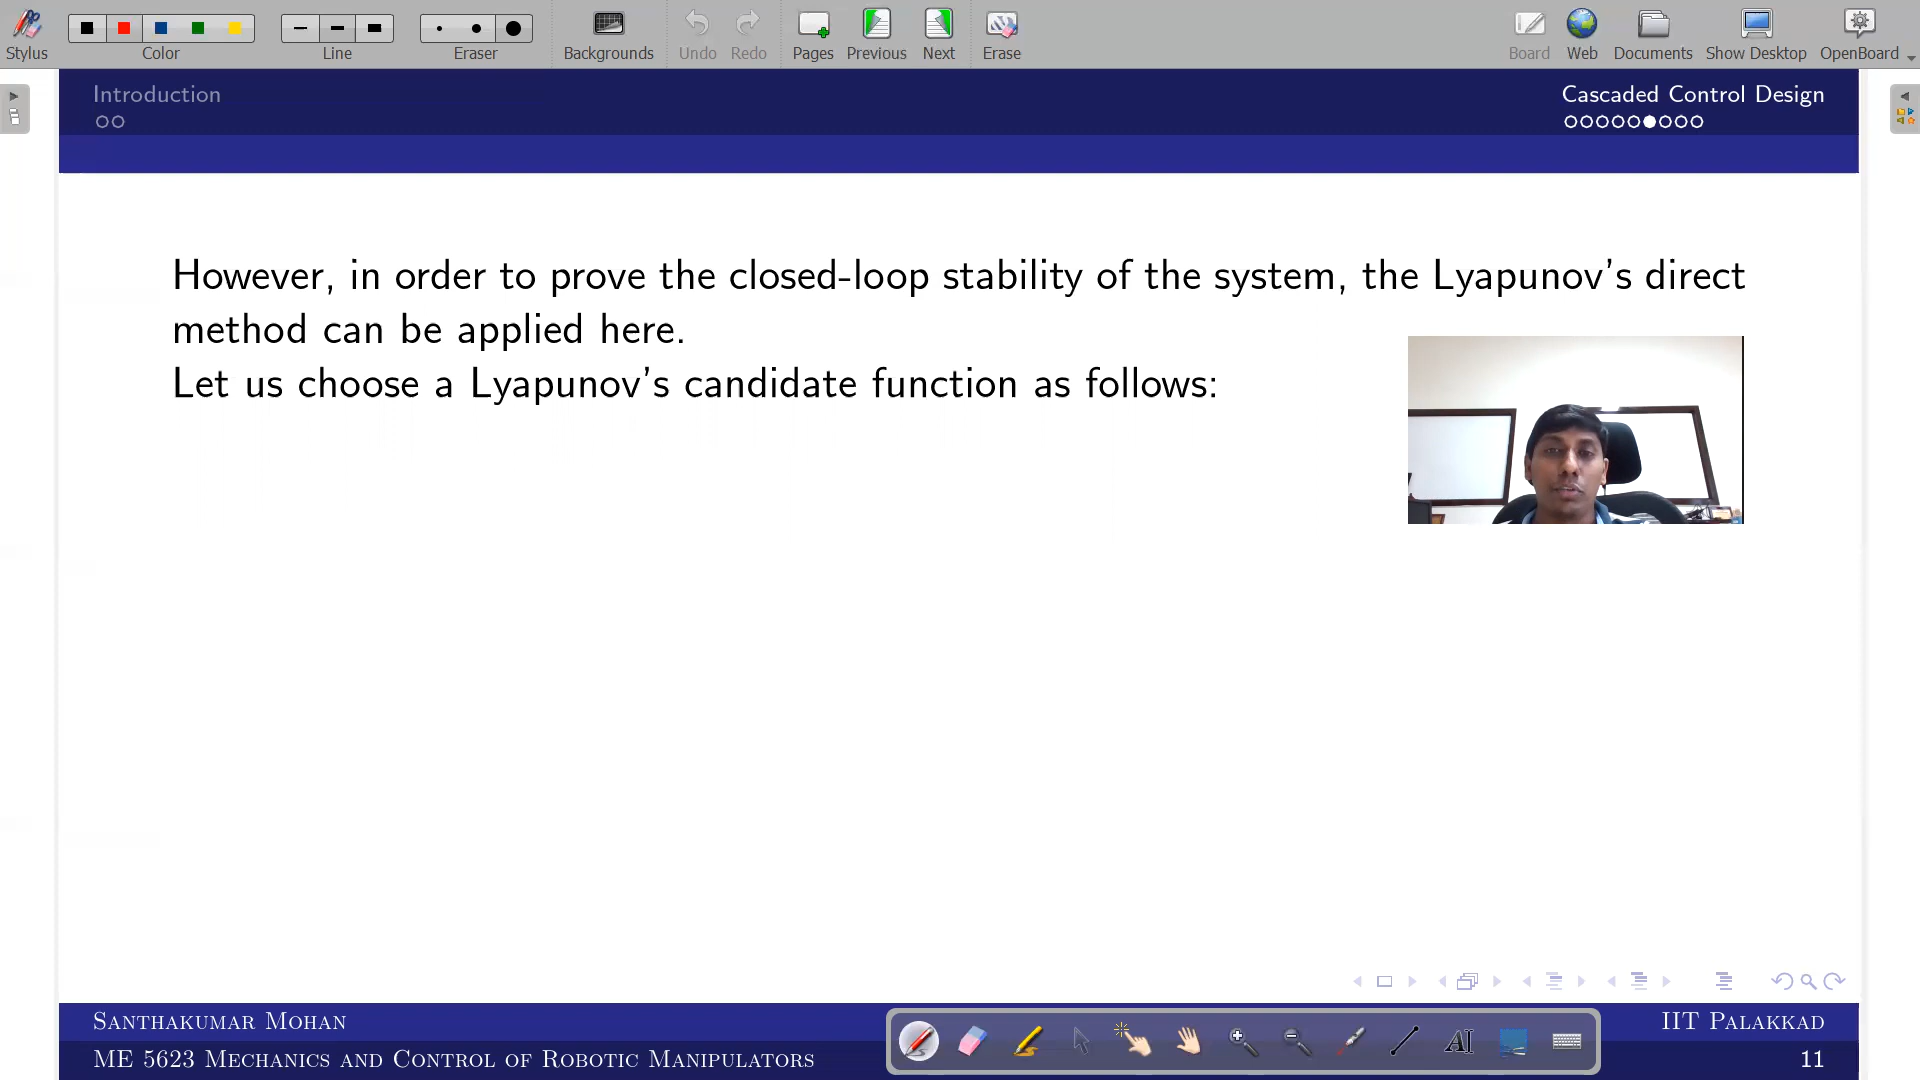 Stylus Color Line Eraser Backgrounds Undo Redo Pages Previous Next Erase Board Web Documents Show Desktop OpenBoard
Introduction Cascaded Control Design
However, in order to prove the closed-loop stability of the system, the Lyapunov's direct
method can be applied here.
Let us choose a Lyapunov's candidate function as follows:
Santhakumar Mohan IIT Palakkad
ME 5623 Mechanics and Control of Robotic Manipulators 11